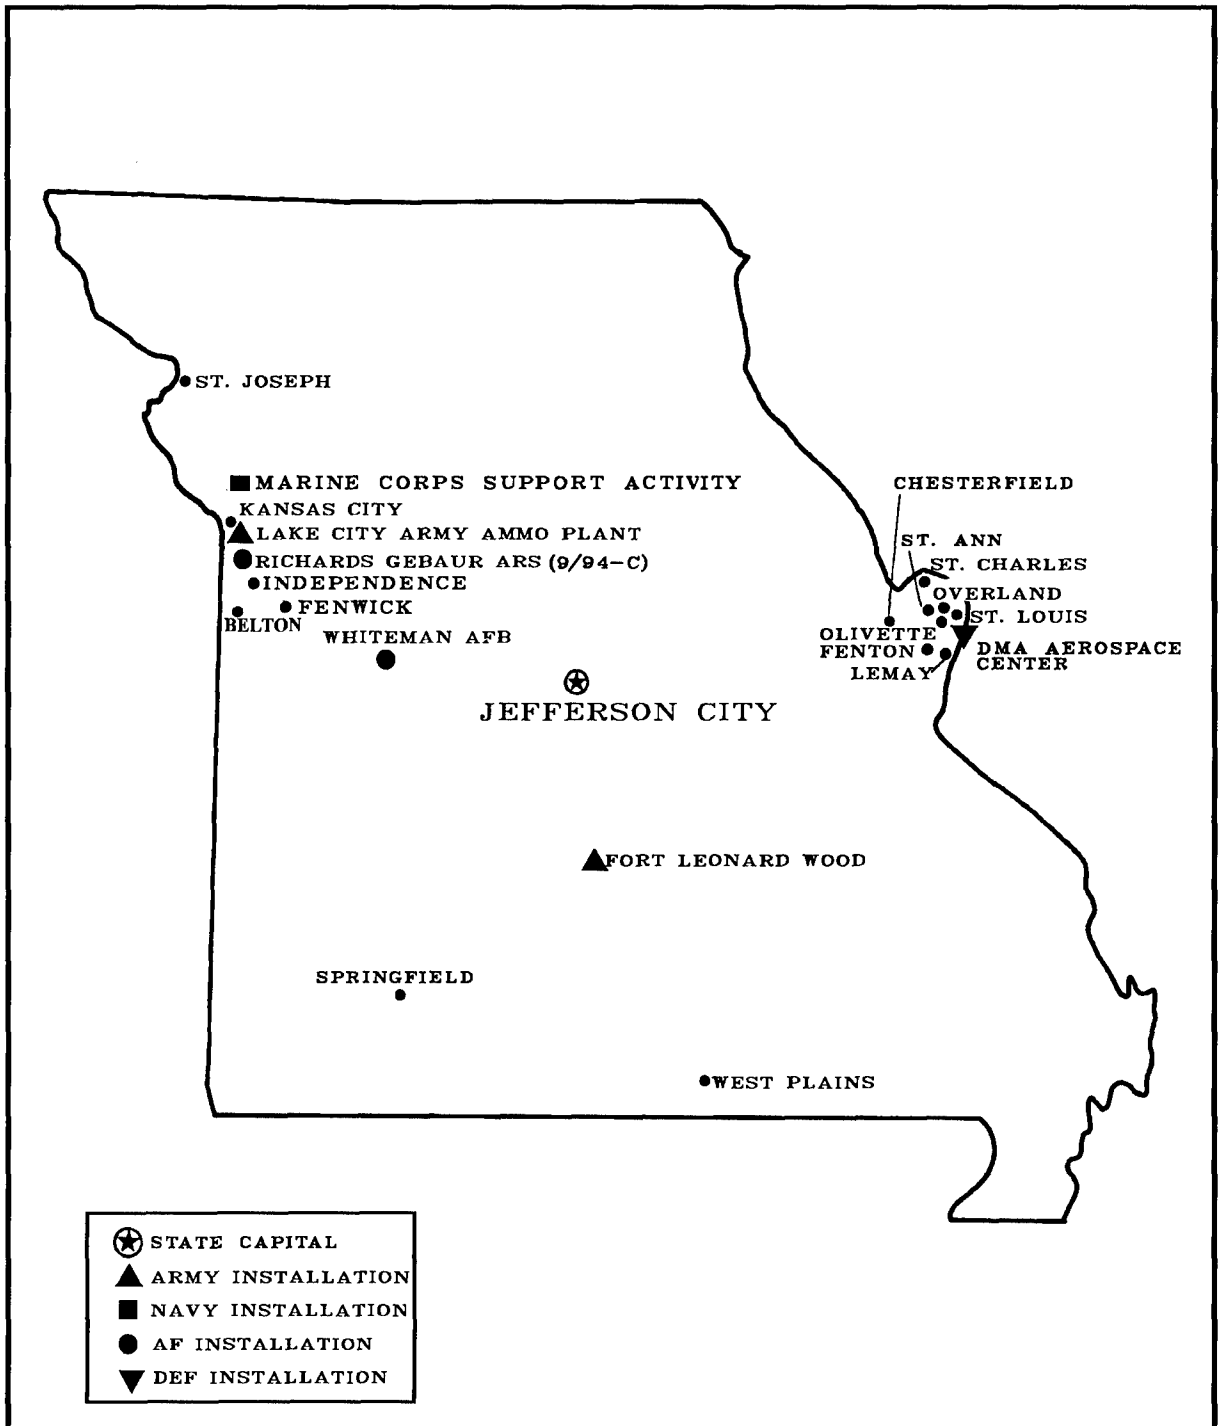 ST. JOSEPH
MARINE CORPS SUPPORT ACTIVITY
KANSAS CITY
LAKE CITY ARMY AMMO PLANT
RICHARDS GEBAUR ARS (9/94-C)
INDEPENDENCE
FENWICK
BELTON
WHITEMAN AFB
JEFFERSON CITY
CHESTERFIELD
ST. ANN
ST. CHARLES
OVERLAND
ST. LOUIS
OLIVETTE
FENTON
LEMAY
DMA AEROSPACE
CENTER
FORT LEONARD WOOD
SPRINGFIELD
WEST PLAINS
STATE CAPITAL
ARMY INSTALLATION
NAVY INSTALLATION
AF INSTALLATION
DEF INSTALLATION